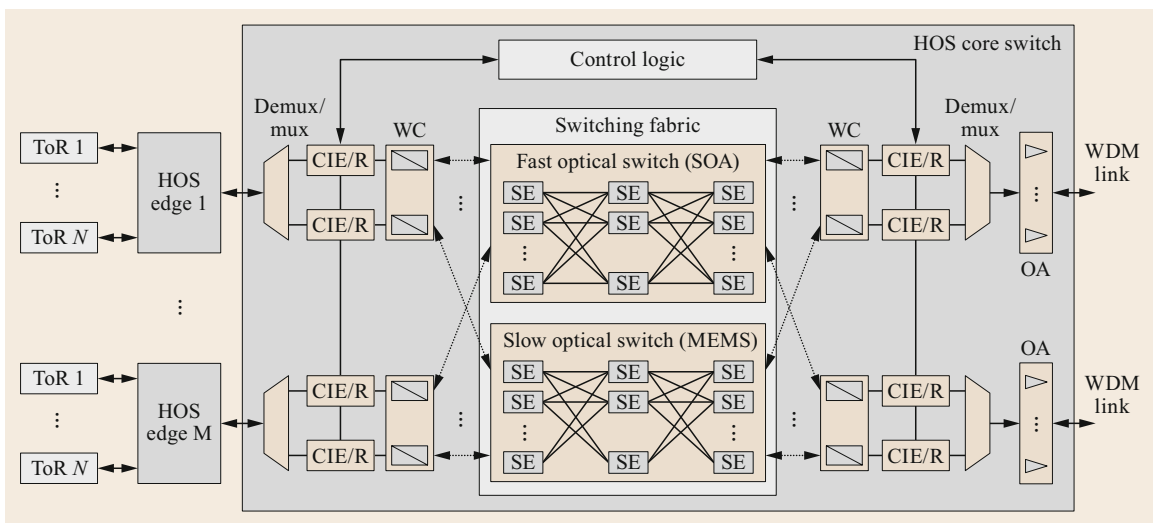 HOS core switch
Control logic
Demux/
mux
WC
Switching fabric
WC
Demux/
mux
ToR 1
⋮
ToR N
HOS
edge 1
CIE/R
CIE/R
⋮
Fast optical switch (SOA)
SE SE SE
SE SE SE
⋮ ⋮ ⋮
SE SE SE
⋮
CIE/R
CIE/R
⋮
OA
WDM
link
⋮
ToR 1
⋮
ToR N
HOS
edge M
CIE/R
CIE/R
⋮
Slow optical switch (MEMS)
SE SE SE
SE SE SE
⋮ ⋮ ⋮
SE SE SE
⋮
CIE/R
CIE/R
OA
⋮
WDM
link